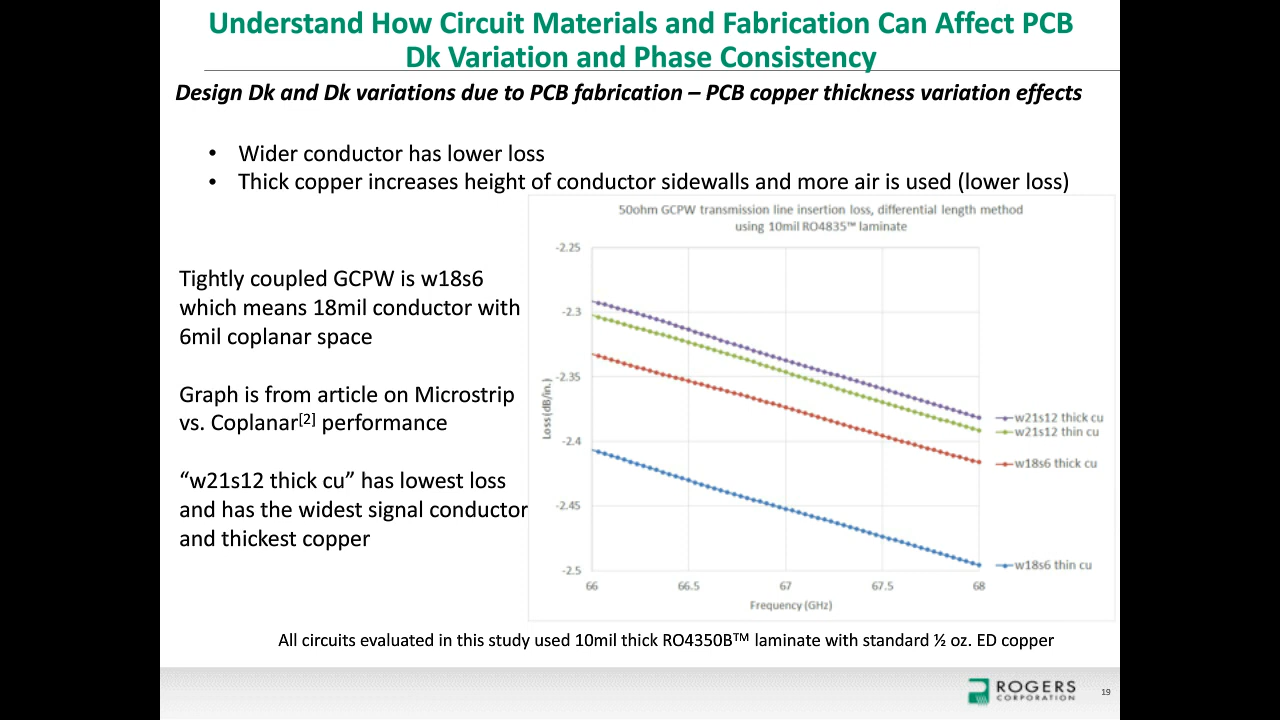 Understand How Circuit Materials and Fabrication Can Affect PCB
Dk Variation and Phase Consistency
Design Dk and Dk variations due to PCB fabrication – PCB copper thickness variation effects
• Wider conductor has lower loss
• Thick copper increases height of conductor sidewalls and more air is used (lower loss)
Tightly coupled GCPW is w18s6
which means 18mil conductor with
6mil coplanar space
Graph is from article on Microstrip
vs. Coplanar[2] performance
“w21s12 thick cu” has lowest loss
and has the widest signal conductor
and thickest copper
50ohm GCPW transmission line insertion loss, differential length method
using 10mil RO4835™ laminate
Loss(dB/in.)
-2.25
-2.3
-2.35
-2.4
-2.45
-2.5
66
66.5
67
67.5
68
Frequency (GHz)
w21s12 thick cu
w21s12 thin cu
w18s6 thick cu
w18s6 thin cu
All circuits evaluated in this study used 10mil thick RO4350B™ laminate with standard ½ oz. ED copper
ROGERS
CORPORATION
19